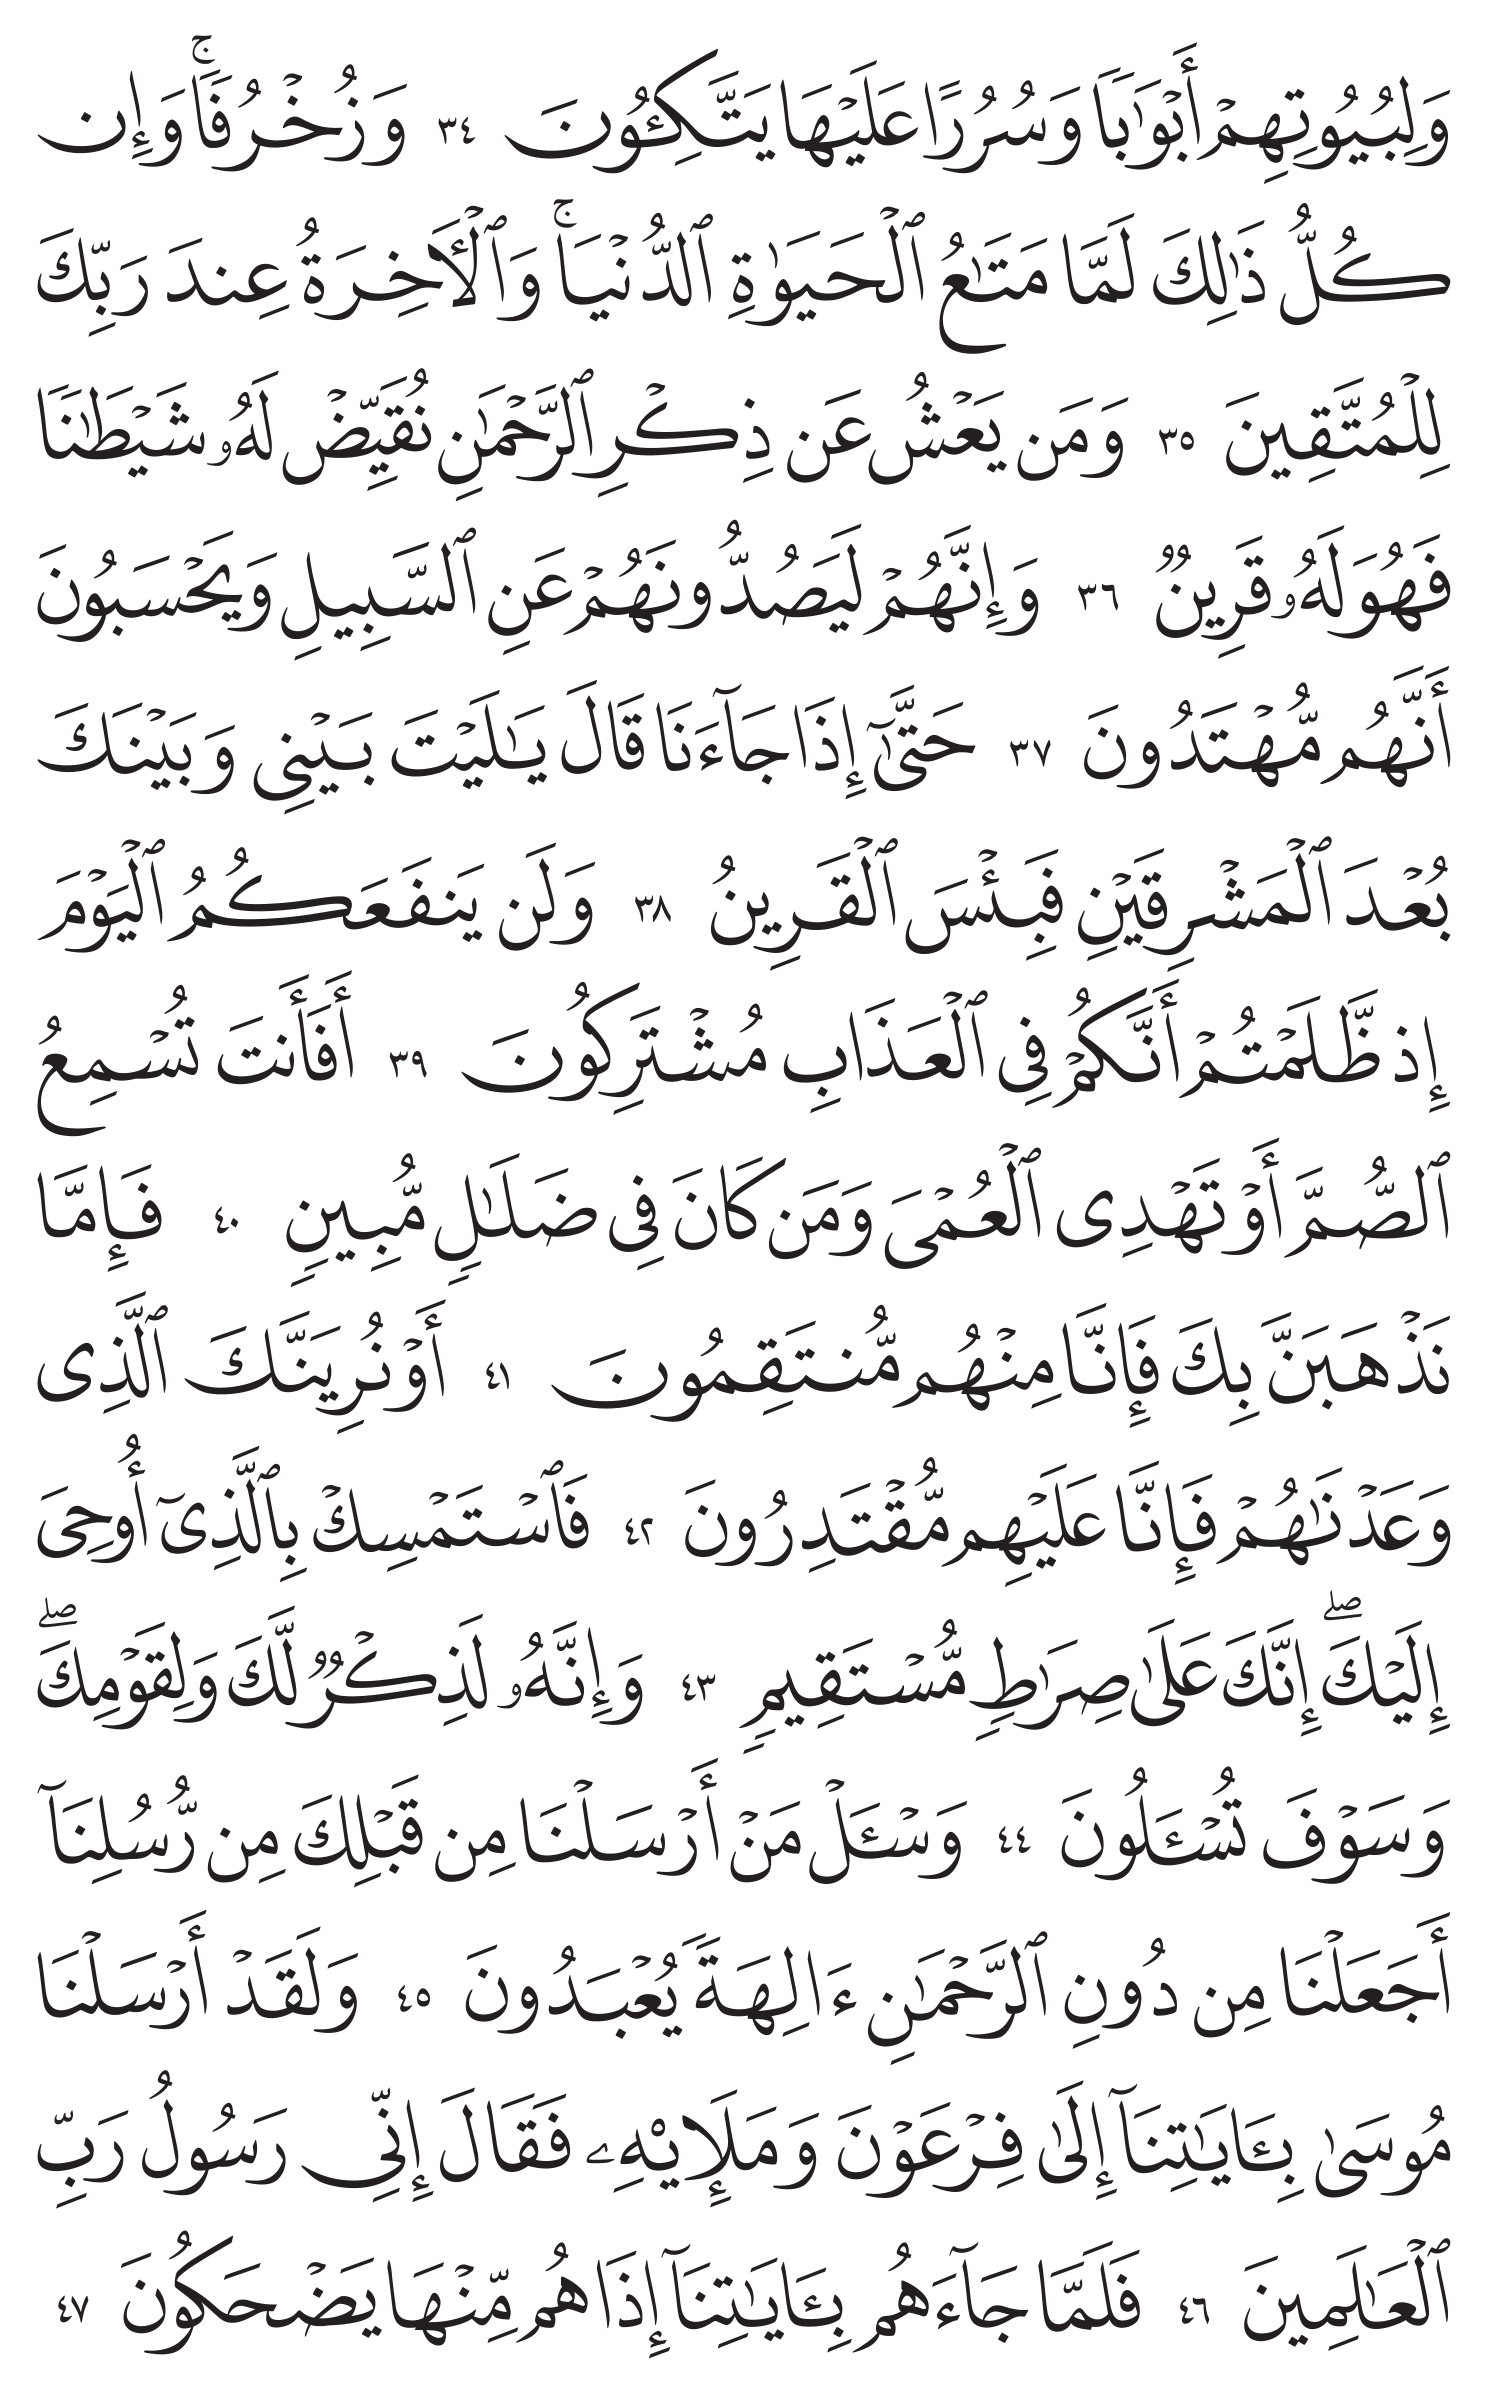 وَلِبُيُوتِهِمْ أَبْوَٰبًا وَسُرُرًا عَلَيْهَا يَتَّكِـُٔونَ ٣٤ وَزُخْرُفًا ۚ وَإِن
كُلُّ ذَٰلِكَ لَمَّا مَتَـٰعُ ٱلْحَيَوٰةِ ٱلدُّنْيَا ۚ وَٱلْـَٔاخِرَةُ عِندَ رَبِّكَ
لِلْمُتَّقِينَ ٣٥ وَمَن يَعْشُ عَن ذِكْرِ ٱلرَّحْمَـٰنِ نُقَيِّضْ لَهُۥ شَيْطَـٰنًا
فَهُوَ لَهُۥ قَرِينٌ ٣٦ وَإِنَّهُمْ لَيَصُدُّونَهُمْ عَنِ ٱلسَّبِيلِ وَيَحْسَبُونَ
أَنَّهُم مُّهْتَدُونَ ٣٧ حَتَّىٰٓ إِذَا جَآءَنَا قَالَ يَـٰلَيْتَ بَيْنِى وَبَيْنَكَ
بُعْدَ ٱلْمَشْرِقَيْنِ فَبِئْسَ ٱلْقَرِينُ ٣٨ وَلَن يَنفَعَكُمُ ٱلْيَوْمَ
إِذ ظَّلَمْتُمْ أَنَّكُمْ فِى ٱلْعَذَابِ مُشْتَرِكُونَ ٣٩ أَفَأَنتَ تُسْمِعُ
ٱلصُّمَّ أَوْ تَهْدِى ٱلْعُمْىَ وَمَن كَانَ فِى ضَلَـٰلٍ مُّبِينٍ ٤٠ فَإِمَّا
نَذْهَبَنَّ بِكَ فَإِنَّا مِنْهُم مُّنتَقِمُونَ ٤١ أَوْ نُرِيَنَّكَ ٱلَّذِى
وَعَدْنَـٰهُمْ فَإِنَّا عَلَيْهِم مُّقْتَدِرُونَ ٤٢ فَٱسْتَمْسِكْ بِٱلَّذِىٓ أُوحِىَ
إِلَيْكَ ۖ إِنَّكَ عَلَىٰ صِرَٰطٍ مُّسْتَقِيمٍ ٤٣ وَإِنَّهُۥ لَذِكْرٌ لَّكَ وَلِقَوْمِكَ ۖ
وَسَوْفَ تُسْـَٔلُونَ ٤٤ وَسْـَٔلْ مَنْ أَرْسَلْنَا مِن قَبْلِكَ مِن رُّسُلِنَآ
أَجَعَلْنَا مِن دُونِ ٱلرَّحْمَـٰنِ ءَالِهَةً يُعْبَدُونَ ٤٥ وَلَقَدْ أَرْسَلْنَا
مُوسَىٰ بِـَٔايَـٰتِنَآ إِلَىٰ فِرْعَوْنَ وَمَلَإِي۟هِۦ فَقَالَ إِنِّى رَسُولُ رَبِّ
ٱلْعَـٰلَمِينَ ٤٦ فَلَمَّا جَآءَهُم بِـَٔايَـٰتِنَآ إِذَا هُم مِّنْهَا يَضْحَكُونَ ٤٧